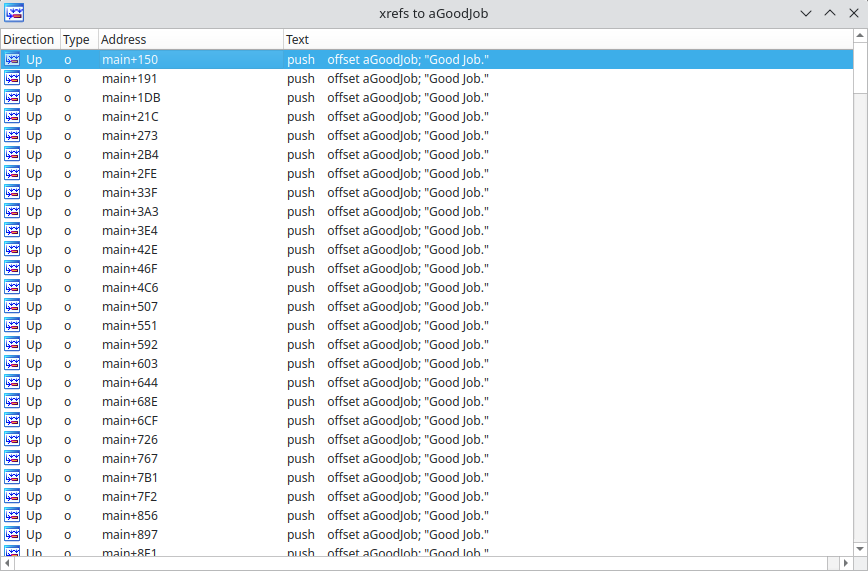 xrefs to aGoodJob
Direction Type Address Text
Up o main+150 push offset aGoodJob; "Good Job."
Up o main+191 push offset aGoodJob; "Good Job."
Up o main+1DB push offset aGoodJob; "Good Job."
Up o main+21C push offset aGoodJob; "Good Job."
Up o main+273 push offset aGoodJob; "Good Job."
Up o main+2B4 push offset aGoodJob; "Good Job."
Up o main+2FE push offset aGoodJob; "Good Job."
Up o main+33F push offset aGoodJob; "Good Job."
Up o main+3A3 push offset aGoodJob; "Good Job."
Up o main+3E4 push offset aGoodJob; "Good Job."
Up o main+42E push offset aGoodJob; "Good Job."
Up o main+46F push offset aGoodJob; "Good Job."
Up o main+4C6 push offset aGoodJob; "Good Job."
Up o main+507 push offset aGoodJob; "Good Job."
Up o main+551 push offset aGoodJob; "Good Job."
Up o main+592 push offset aGoodJob; "Good Job."
Up o main+603 push offset aGoodJob; "Good Job."
Up o main+644 push offset aGoodJob; "Good Job."
Up o main+68E push offset aGoodJob; "Good Job."
Up o main+6CF push offset aGoodJob; "Good Job."
Up o main+726 push offset aGoodJob; "Good Job."
Up o main+767 push offset aGoodJob; "Good Job."
Up o main+7B1 push offset aGoodJob; "Good Job."
Up o main+7F2 push offset aGoodJob; "Good Job."
Up o main+856 push offset aGoodJob; "Good Job."
Up o main+897 push offset aGoodJob; "Good Job."
Up o main+8E1 push offset aGoodJob; "Good Job."